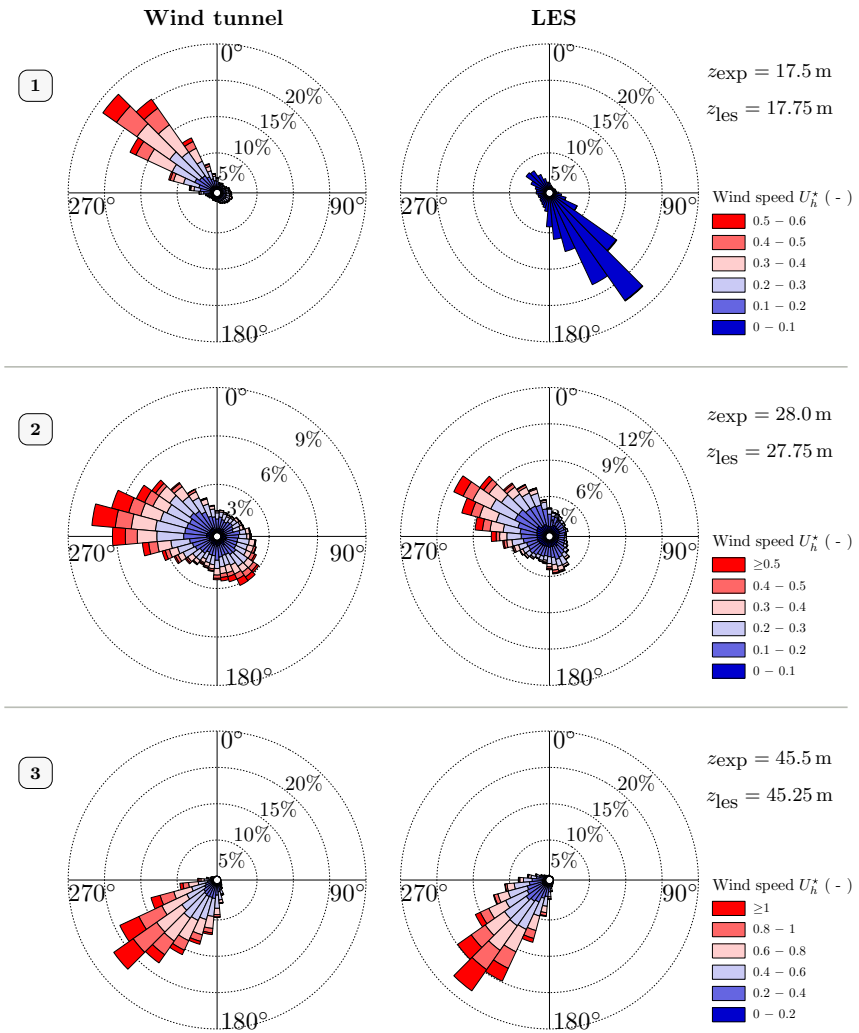 Wind tunnel
LES
1
0°
20%
15%
10%
5%
270°
90°
180°
0°
20%
15%
10%
5%
270°
90°
180°
z_exp = 17.5 m
z_les = 17.75 m
Wind speed U_h^⋆ ( - )
0.5 − 0.6
0.4 − 0.5
0.3 − 0.4
0.2 − 0.3
0.1 − 0.2
0 − 0.1
2
0°
9%
6%
3%
270°
90°
180°
0°
12%
9%
6%
3%
270°
90°
180°
z_exp = 28.0 m
z_les = 27.75 m
Wind speed U_h^⋆ ( - )
≥0.5
0.4 − 0.5
0.3 − 0.4
0.2 − 0.3
0.1 − 0.2
0 − 0.1
3
0°
20%
15%
10%
5%
270°
90°
180°
0°
20%
15%
10%
5%
270°
90°
180°
z_exp = 45.5 m
z_les = 45.25 m
Wind speed U_h^⋆ ( - )
≥1
0.8 − 1
0.6 − 0.8
0.4 − 0.6
0.2 − 0.4
0 − 0.2